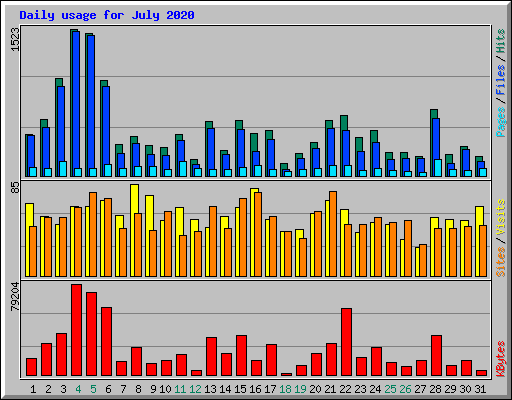 Daily usage for July 2020
1523
Pages / Files / Hits
85
Sites / Visits
79204
KBytes
1 2 3 4 5 6 7 8 9 10 11 12 13 14 15 16 17 18 19 20 21 22 23 24 25 26 27 28 29 30 31